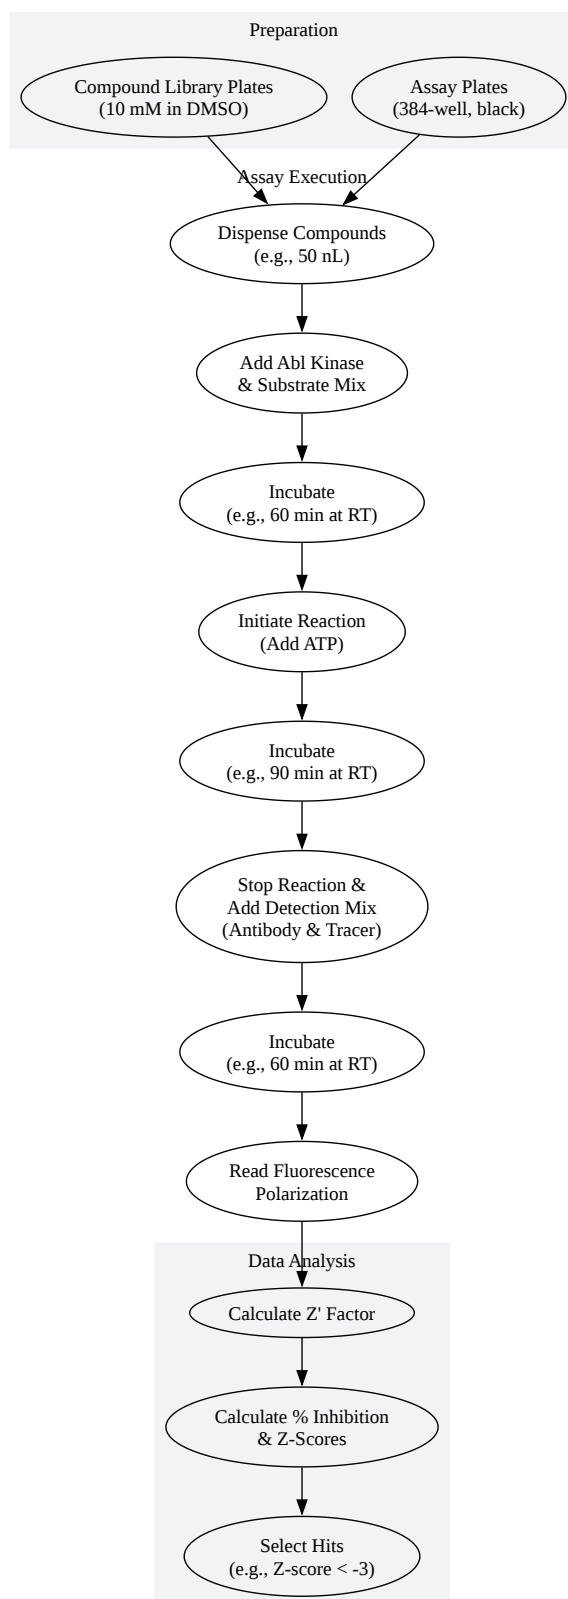 Preparation
Compound Library Plates
(10 mM in DMSO)
Assay Plates
(384-well, black)
Assay Execution
Dispense Compounds
(e.g., 50 nL)
Add Abl Kinase
& Substrate Mix
Incubate
(e.g., 60 min at RT)
Initiate Reaction
(Add ATP)
Incubate
(e.g., 90 min at RT)
Stop Reaction &
Add Detection Mix
(Antibody & Tracer)
Incubate
(e.g., 60 min at RT)
Read Fluorescence
Polarization
Data Analysis
Calculate Z' Factor
Calculate % Inhibition
& Z-Scores
Select Hits
(e.g., Z-score < -3)